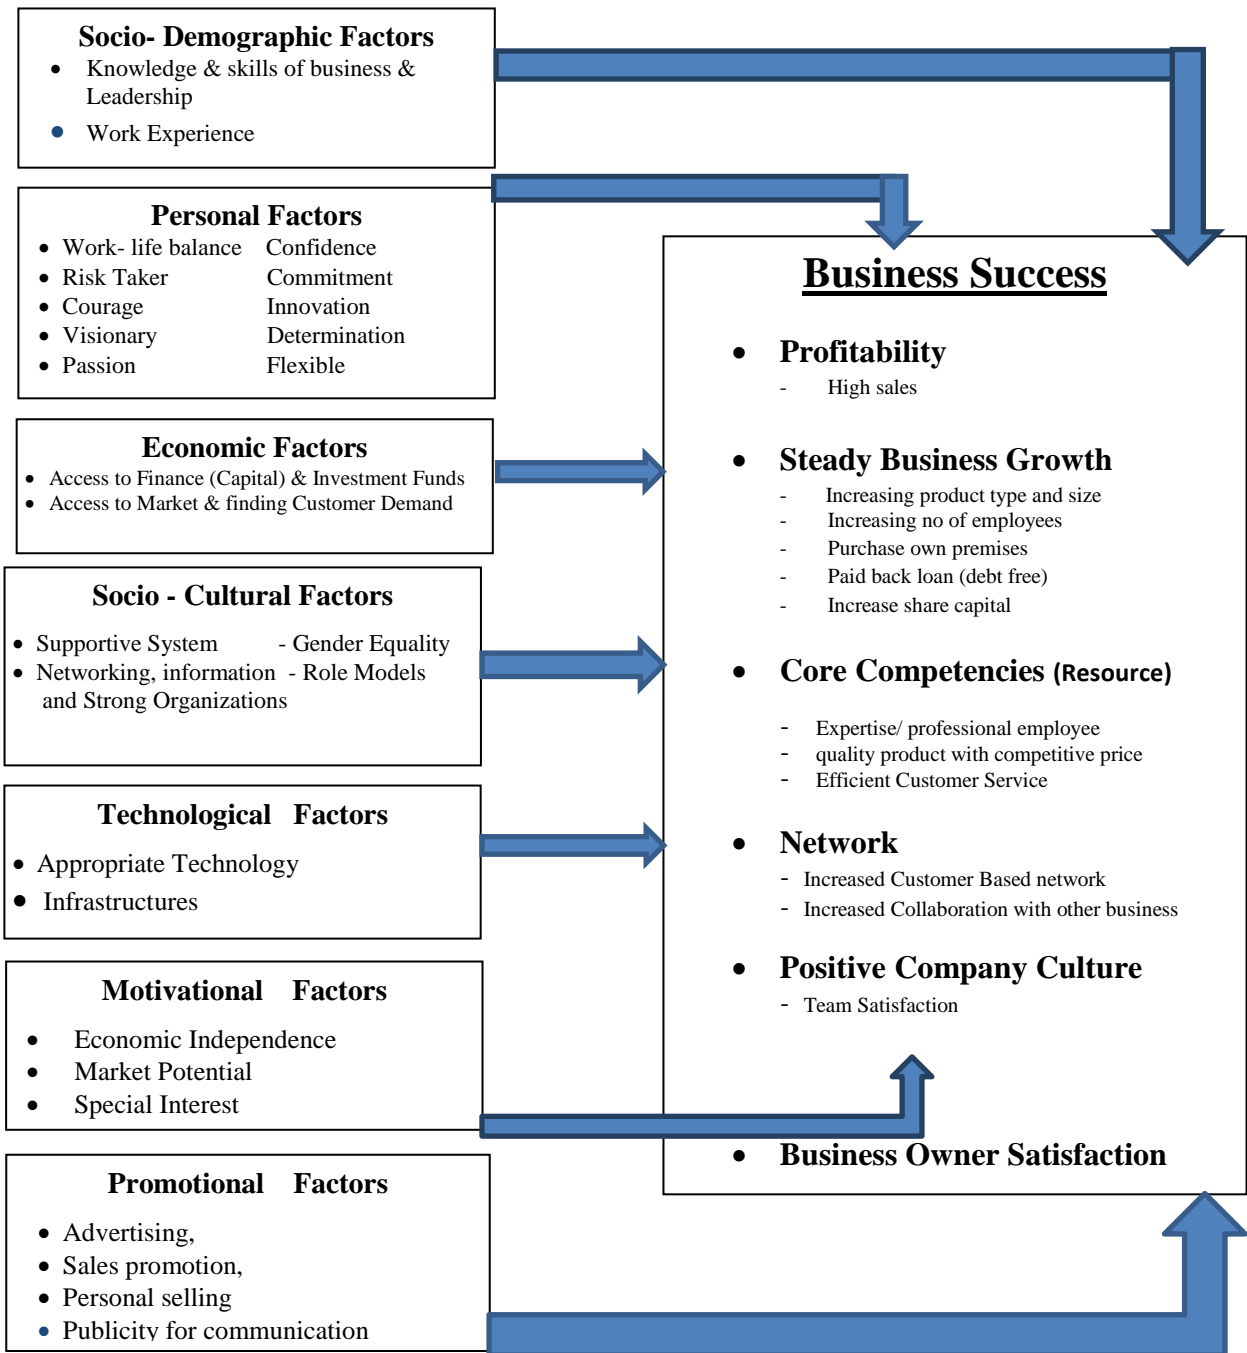 Socio- Demographic Factors
• Knowledge & skills of business &
Leadership
• Work Experience
Personal Factors
• Work- life balance Confidence
• Risk Taker Commitment
• Courage Innovation
• Visionary Determination
• Passion Flexible
Economic Factors
• Access to Finance (Capital) & Investment Funds
• Access to Market & finding Customer Demand
Socio - Cultural Factors
• Supportive System - Gender Equality
• Networking, information - Role Models
and Strong Organizations
Technological Factors
• Appropriate Technology
• Infrastructures
Motivational Factors
• Economic Independence
• Market Potential
• Special Interest
Promotional Factors
• Advertising,
• Sales promotion,
• Personal selling
• Publicity for communication
Business Success
• Profitability
- High sales
• Steady Business Growth
- Increasing product type and size
- Increasing no of employees
- Purchase own premises
- Paid back loan (debt free)
- Increase share capital
• Core Competencies (Resource)
- Expertise/ professional employee
- quality product with competitive price
- Efficient Customer Service
• Network
- Increased Customer Based network
- Increased Collaboration with other business
• Positive Company Culture
- Team Satisfaction
• Business Owner Satisfaction